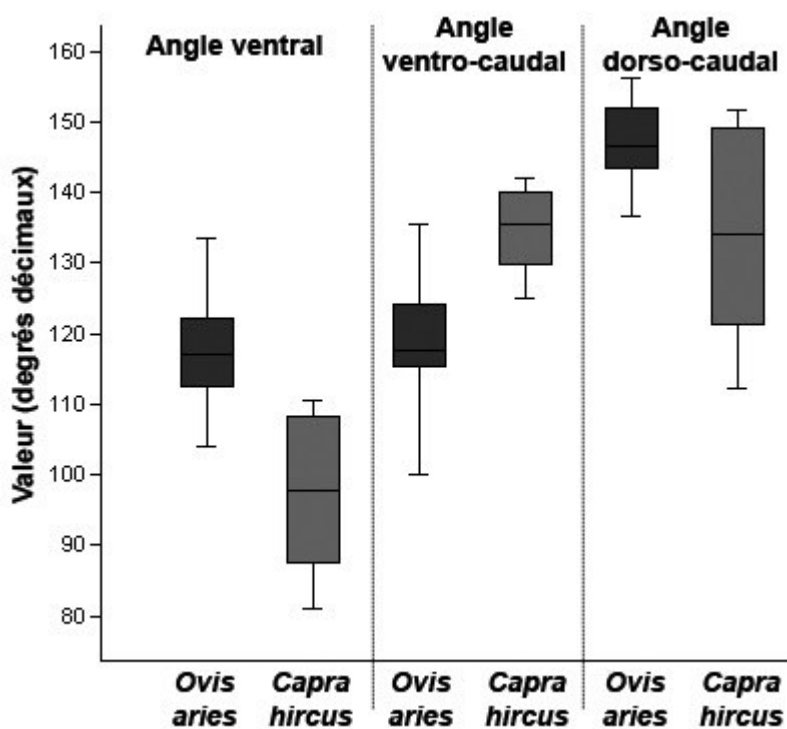 Angle ventral
Angle
ventro-caudal
Angle
dorso-caudal
Valeur (degrés décimaux)
160
150
140
130
120
110
100
90
80
Ovis
aries
Capra
hircus
Ovis
aries
Capra
hircus
Ovis
aries
Capra
hircus